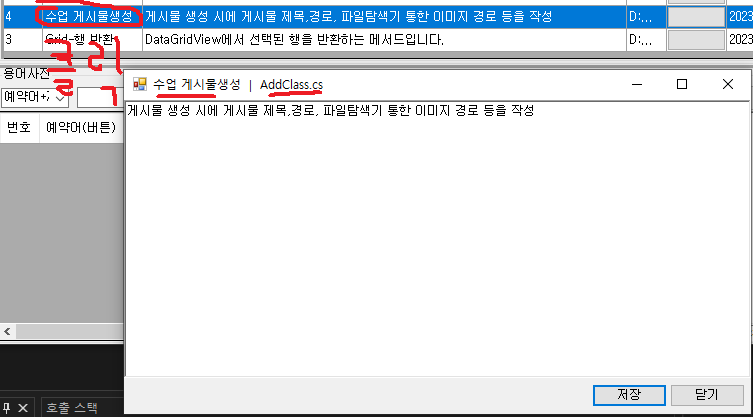 4 수업 게시물생성 게시물 생성 시에 게시물 제목,경로, 파일탐색기 통한 이미지 경로 등을 작성 D:... 2023
3 Grid-행 반환 DataGridView에서 선택된 행을 반환하는 메서드입니다. D:... 2023
클릭
용어사전
예약어+
번호 예약어(버튼)
수업 게시물생성 | AddClass.cs
게시물 생성 시에 게시물 제목,경로, 파일탐색기 통한 이미지 경로 등을 작성
저장 닫기
호출 스택